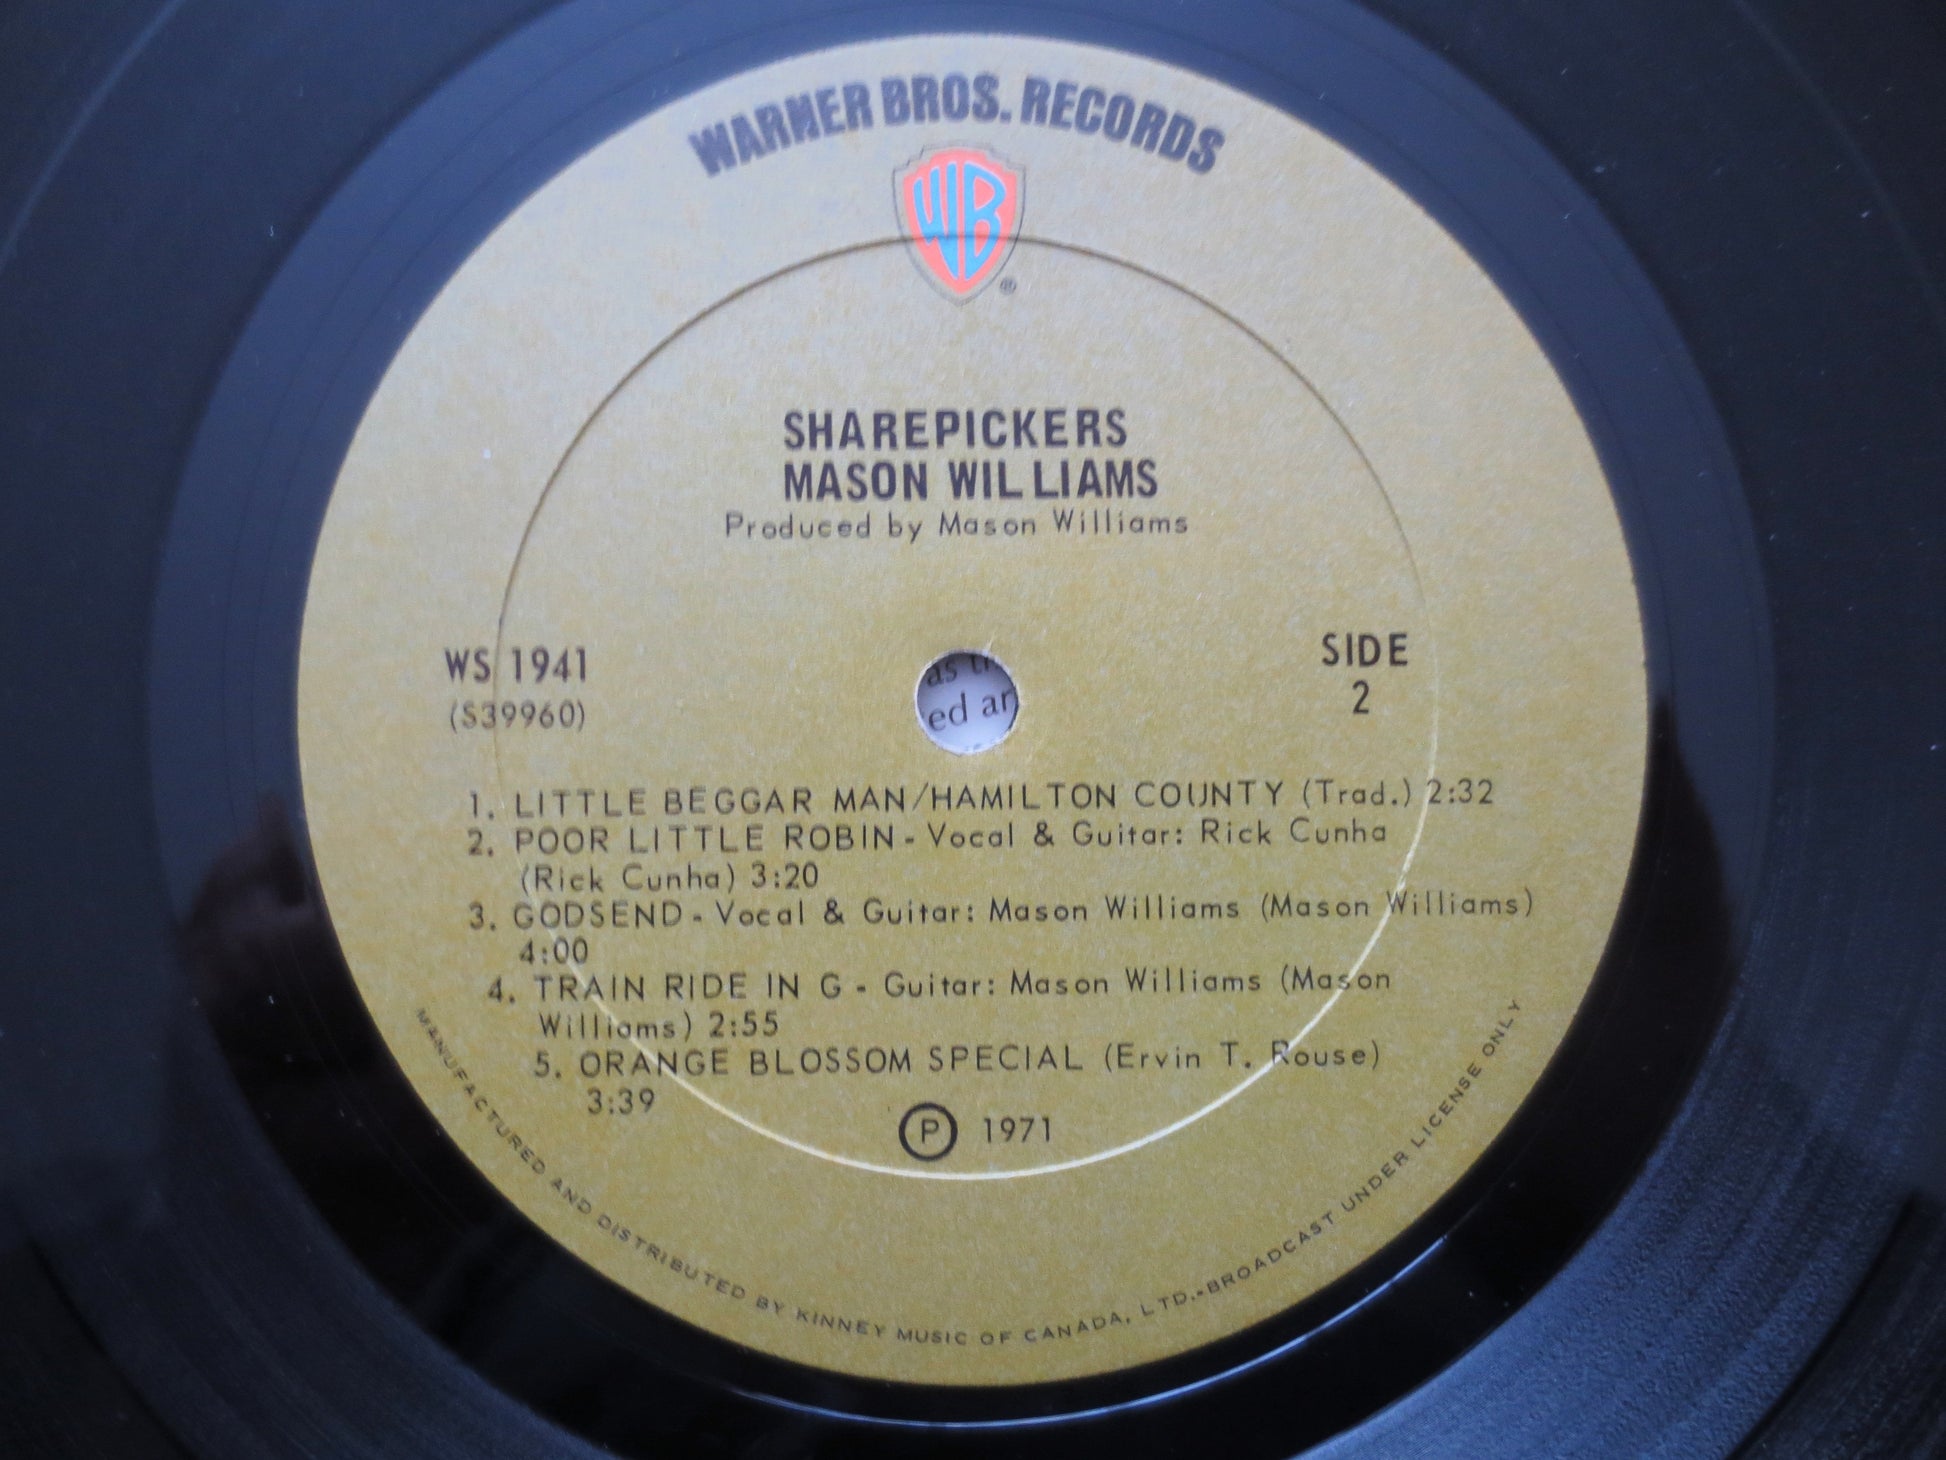 WARNER BROS. RECORDS
WB
®
SHAREPICKERS
MASON WILLIAMS
Produced by Mason Williams
WS 1941
(S39960)
SIDE
2
as
ed ar
1. LITTLE BEGGAR MAN/HAMILTON COUNTY (Trad.) 2:32
2. POOR LITTLE ROBIN - Vocal & Guitar: Rick Cunha
(Rick Cunha) 3:20
3. GODSEND - Vocal & Guitar: Mason Williams (Mason Williams)
4:00
4. TRAIN RIDE IN G - Guitar: Mason Williams (Mason
Williams) 2:55
5. ORANGE BLOSSOM SPECIAL (Ervin T. Rouse)
3:39
Ⓟ 1971
MANUFACTURED AND DISTRIBUTED BY KINNEY MUSIC OF CANADA, LTD.-BROADCAST UNDER LICENSE ONLY